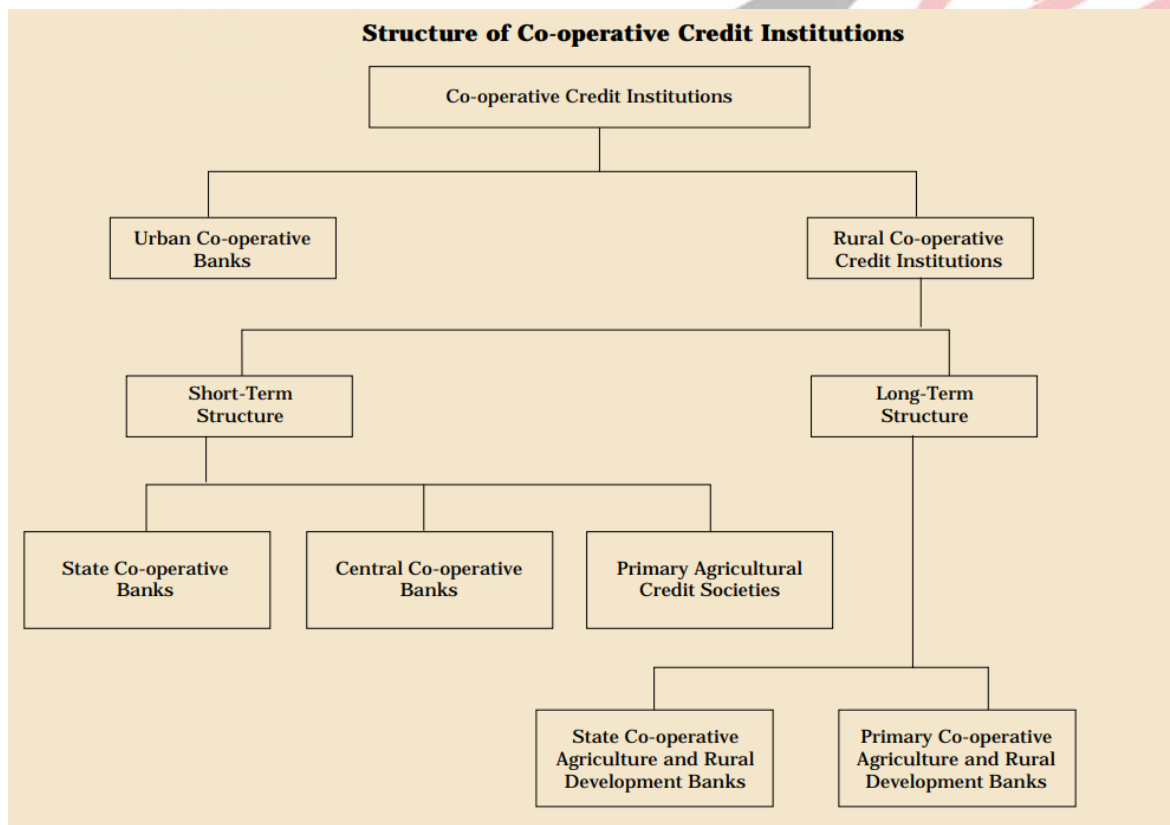 Structure of Co-operative Credit Institutions
Co-operative Credit Institutions
Urban Co-operative
Banks
Rural Co-operative
Credit Institutions
Short-Term
Structure
Long-Term
Structure
State Co-operative
Banks
Central Co-operative
Banks
Primary Agricultural
Credit Societies
State Co-operative
Agriculture and Rural
Development Banks
Primary Co-operative
Agriculture and Rural
Development Banks